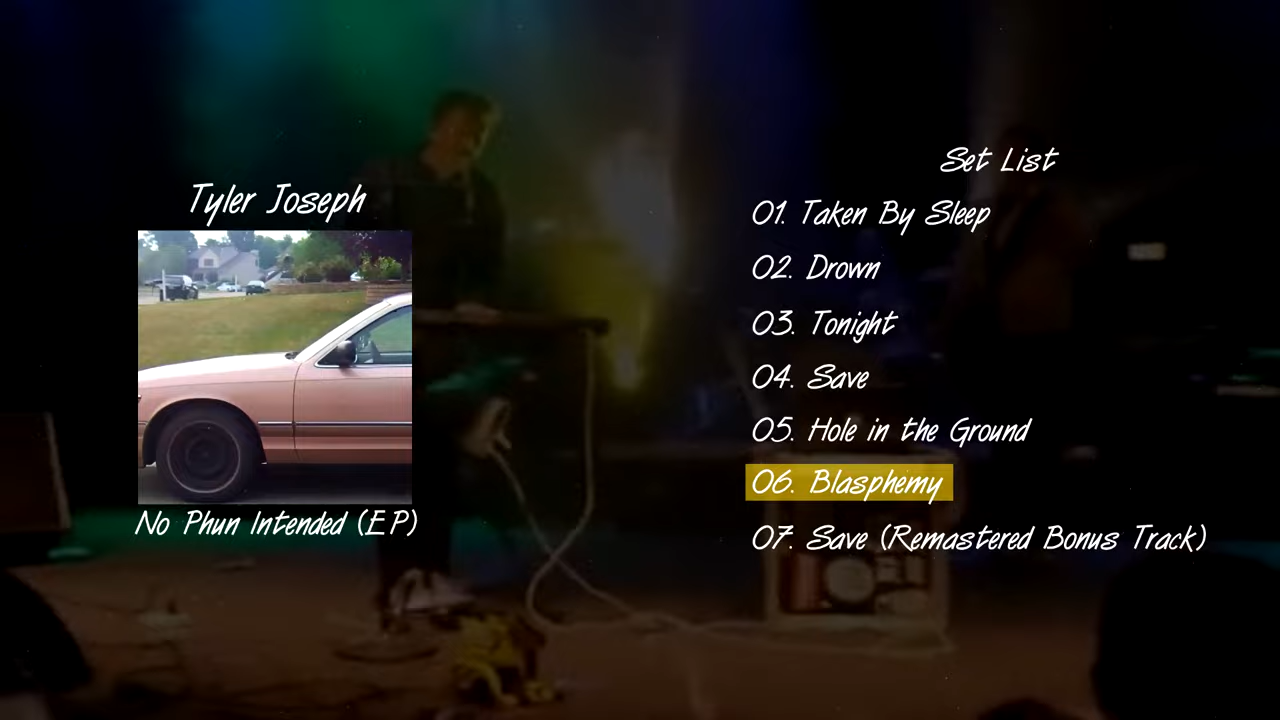 Tyler Joseph
No Phun Intended (EP)
Set List
01. Taken By Sleep
02. Drown
03. Tonight
04. Save
05. Hole in the Ground
06. Blasphemy
07. Save (Remastered Bonus Track)